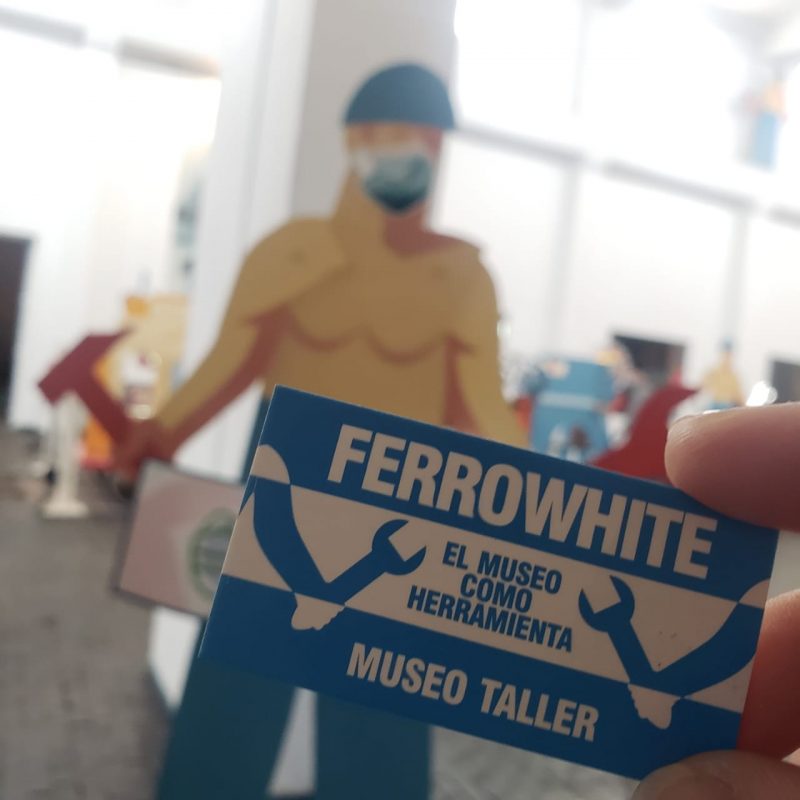 FERROWHITE
EL MUSEO
COMO
HERRAMIENTA
MUSEO TALLER